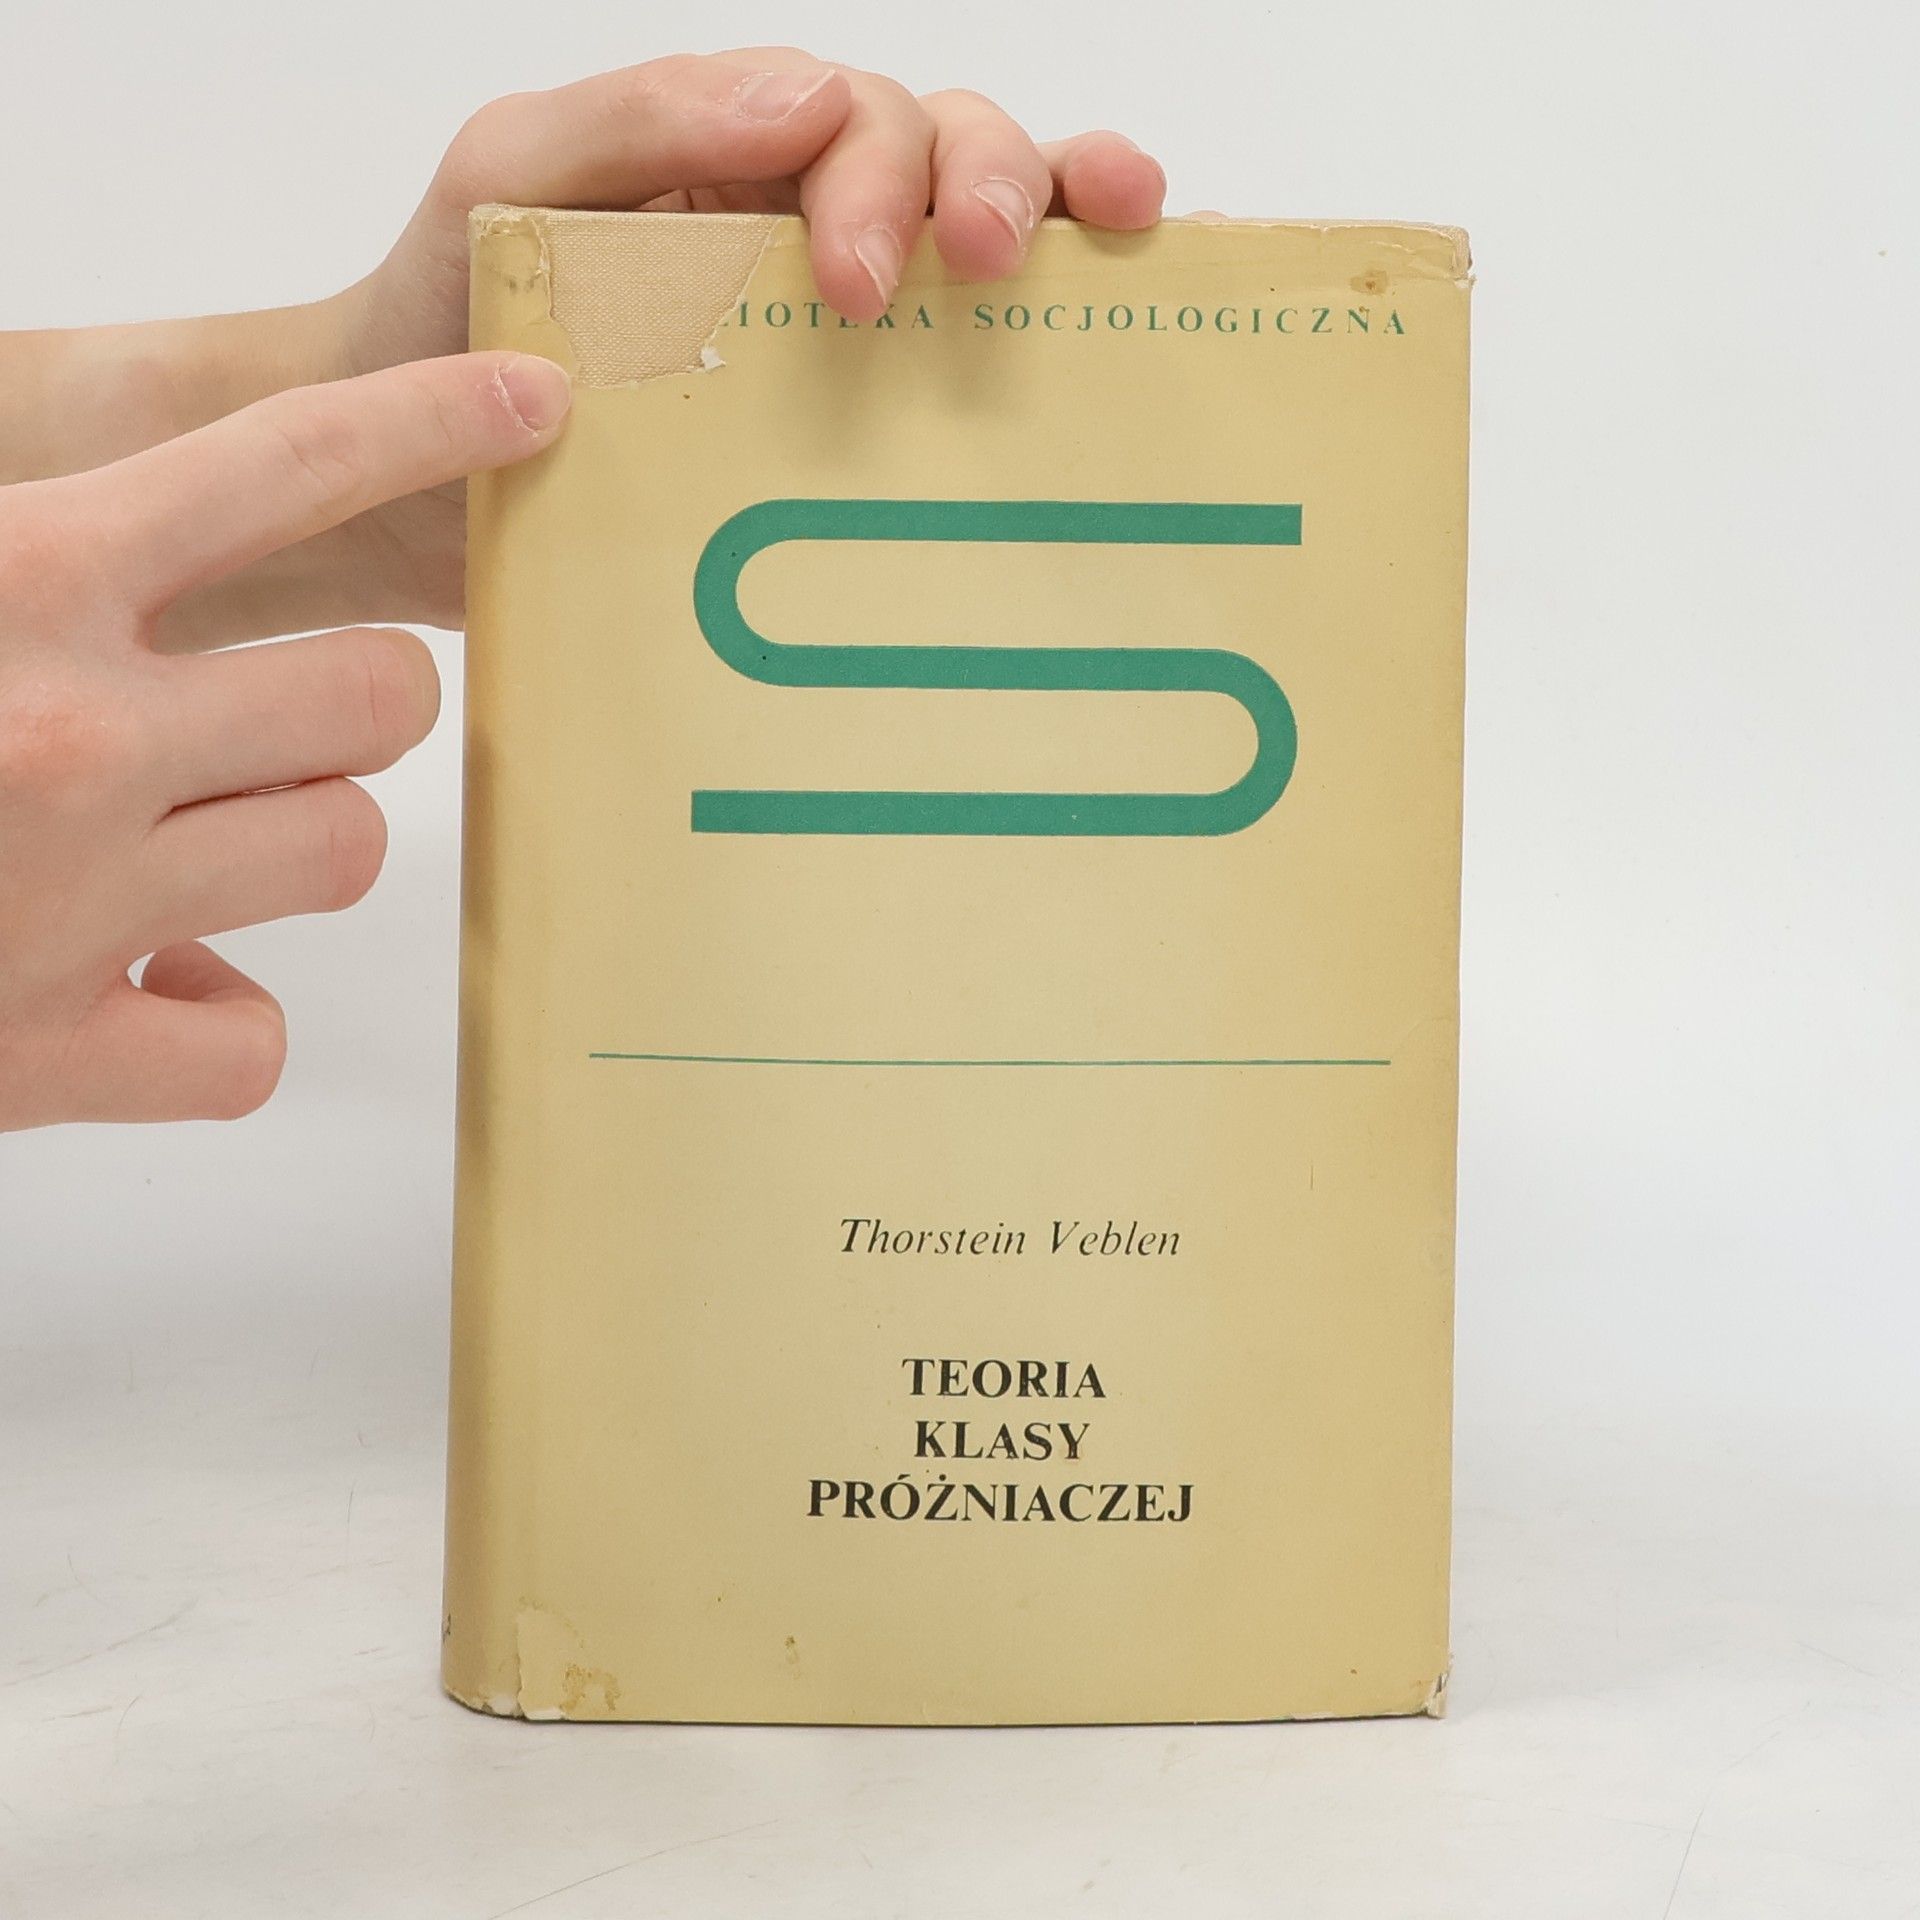 SOCJOLOGICZNA
Thorstein Veblen
TEORIA
KLASY
PRÓŻNIACZEJ